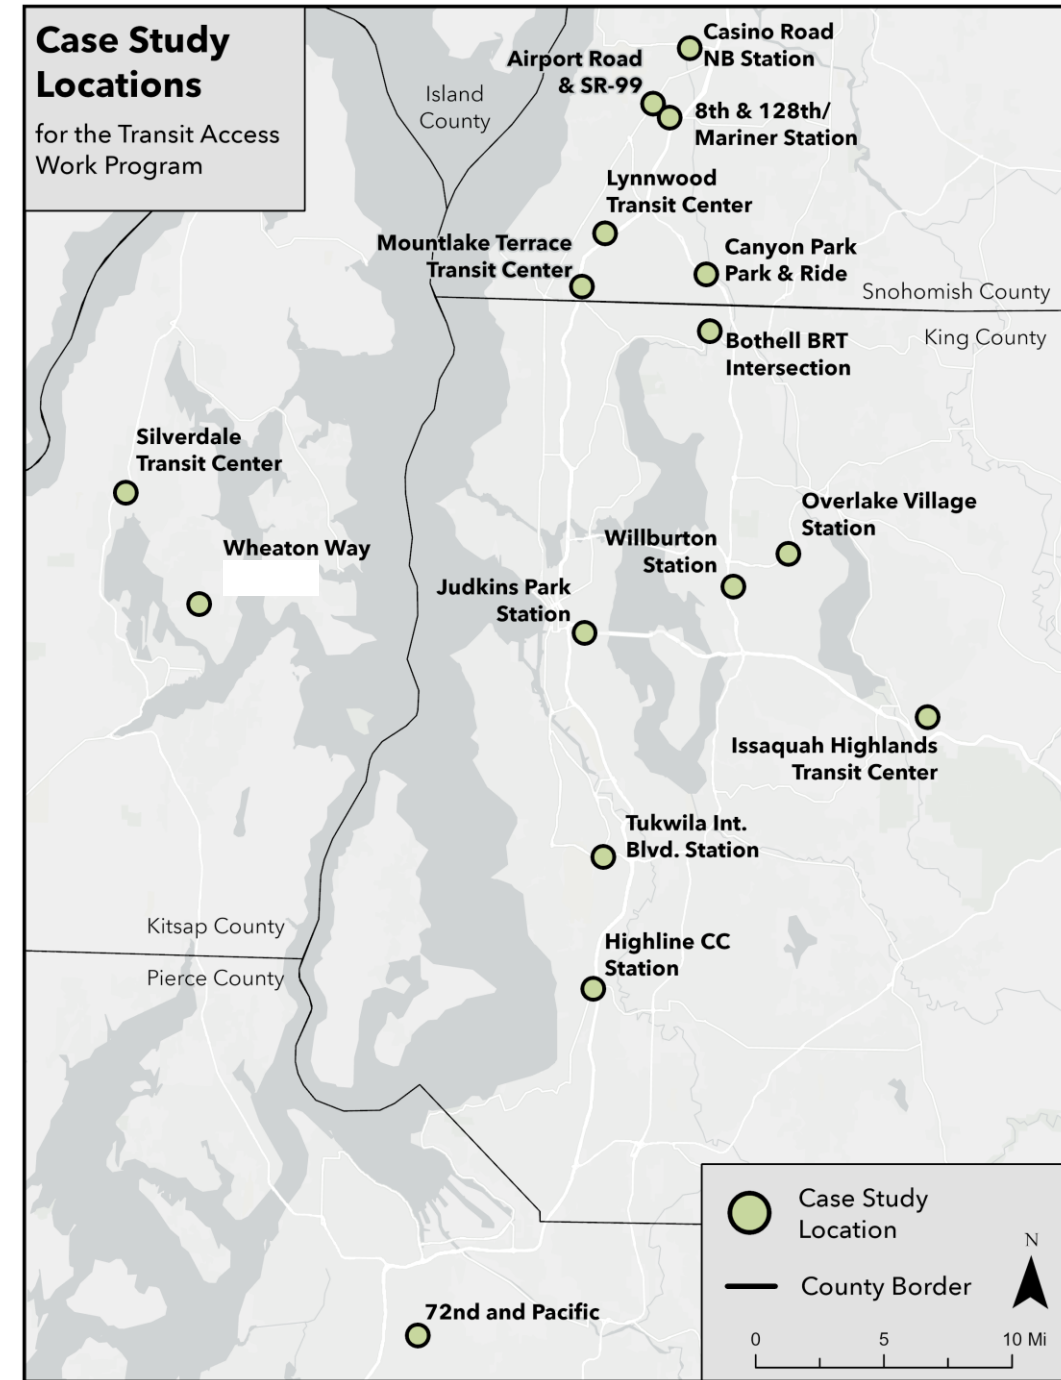 Case Study
Locations
for the Transit Access
Work Program
Island
County
Casino Road
NB Station
Airport Road
& SR-99
8th & 128th/
Mariner Station
Lynnwood
Transit Center
Mountlake Terrace
Transit Center
Canyon Park
Park & Ride
Snohomish County
King County
Bothell BRT
Intersection
Silverdale
Transit Center
Wheaton Way
Overlake Village
Station
Willburton
Station
Judkins Park
Station
Issaquah Highlands
Transit Center
Tukwila Int.
Blvd. Station
Kitsap County
Pierce County
Highline CC
Station
72nd and Pacific
Case Study
Location
County Border
N
0 5 10 Mi